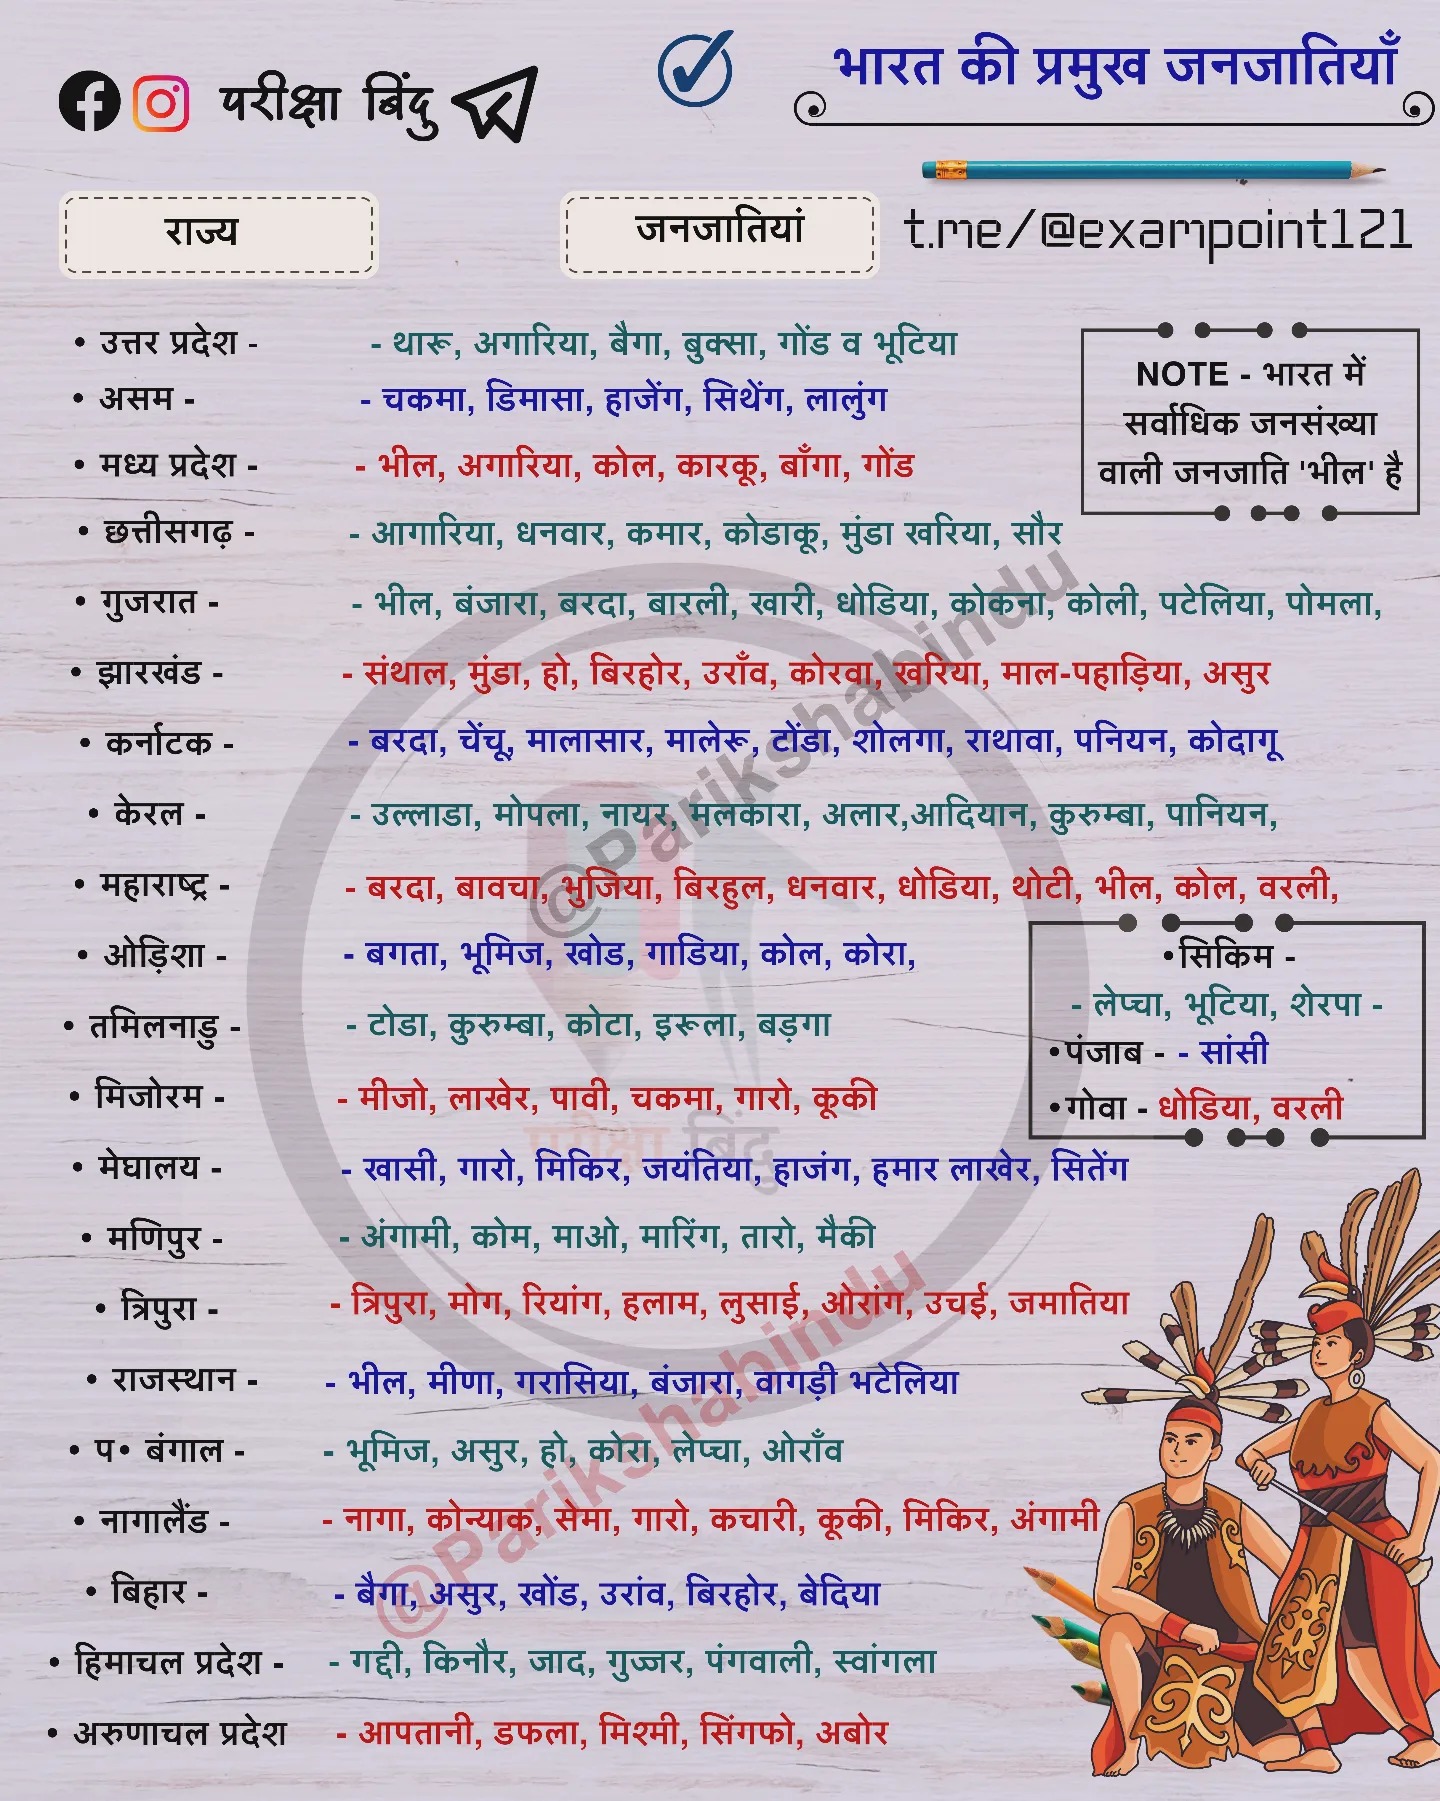 परीक्षा बिंदु
भारत की प्रमुख जनजातियाँ
राज्य
जनजातियां
t.me/@exampoint121
• उत्तर प्रदेश - - थारू, अगारिया, बैगा, बुक्सा, गोंड व भूटिया
• असम - - चकमा, डिमासा, हाजेंग, सिथेंग, लालुंग
• मध्य प्रदेश - - भील, अगारिया, कोल, कारकू, बाँगा, गोंड
NOTE - भारत में
सर्वाधिक जनसंख्या
वाली जनजाति 'भील' है
• छत्तीसगढ़ - - आगारिया, धनवार, कमार, कोडाकू, मुंडा खरिया, सौर
• गुजरात - - भील, बंजारा, बरदा, बारली, खारी, धोडिया, कोकना, कोली, पटेलिया, पोमला,
• झारखंड - - संथाल, मुंडा, हो, बिरहोर, उराँव, कोरवा, खरिया, माल-पहाड़िया, असुर
• कर्नाटक - - बरदा, चेंचू, मालासार, मालेरू, टोंडा, शोलगा, राथावा, पनियन, कोदागू
• केरल - - उल्लाडा, मोपला, नायर, मलकारा, अलार,आदियान, कुरुम्बा, पानियन,
• महाराष्ट्र - - बरदा, बावचा, भुजिया, बिरहुल, धनवार, धोडिया, थोटी, भील, कोल, वरली,
• ओड़िशा - - बगता, भूमिज, खोड, गाडिया, कोल, कोरा,
• तमिलनाडु - - टोडा, कुरुम्बा, कोटा, इरूला, बड़गा
•सिकिम -
- लेप्चा, भूटिया, शेरपा -
•पंजाब - - सांसी
•गोवा - धोडिया, वरली
• मिजोरम - - मीजो, लाखेर, पावी, चकमा, गारो, कूकी
• मेघालय - - खासी, गारो, मिकिर, जयंतिया, हाजंग, हमार लाखेर, सितेंग
• मणिपुर - - अंगामी, कोम, माओ, मारिंग, तारो, मैकी
• त्रिपुरा - - त्रिपुरा, मोग, रियांग, हलाम, लुसाई, ओरांग, उचई, जमातिया
• राजस्थान - - भील, मीणा, गरासिया, बंजारा, वागड़ी भटेलिया
• प• बंगाल - - भूमिज, असुर, हो, कोरा, लेप्चा, ओराँव
• नागालैंड - - नागा, कोन्याक, सेमा, गारो, कचारी, कूकी, मिकिर, अंगामी
• बिहार - - बैगा, असुर, खोंड, उरांव, बिरहोर, बेदिया
• हिमाचल प्रदेश - - गद्दी, किनौर, जाद, गुज्जर, पंगवाली, स्वांगला
• अरुणाचल प्रदेश - आपतानी, डफला, मिश्मी, सिंगफो, अबोर
@Parikshabindu
परीक्षा बिंदु
@Parikshabindu